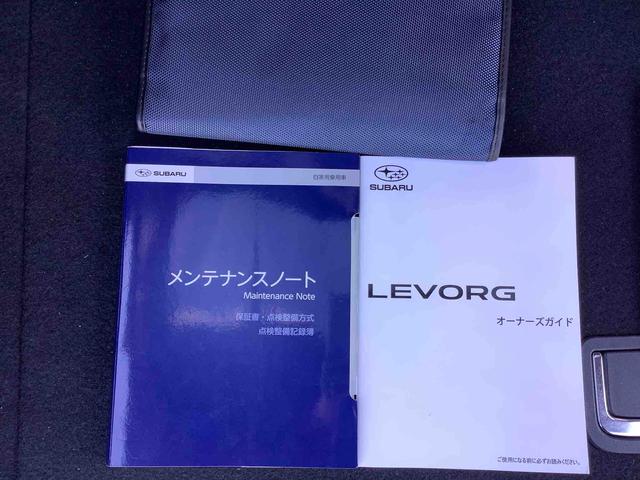 SUBARU
自家用乗用車
メンテナンスノート
Maintenance Note
保証書・点検整備方式
点検整備記録簿
SUBARU
LEVORG
オーナーズガイド
ご使用になる前に必ずお読みください。